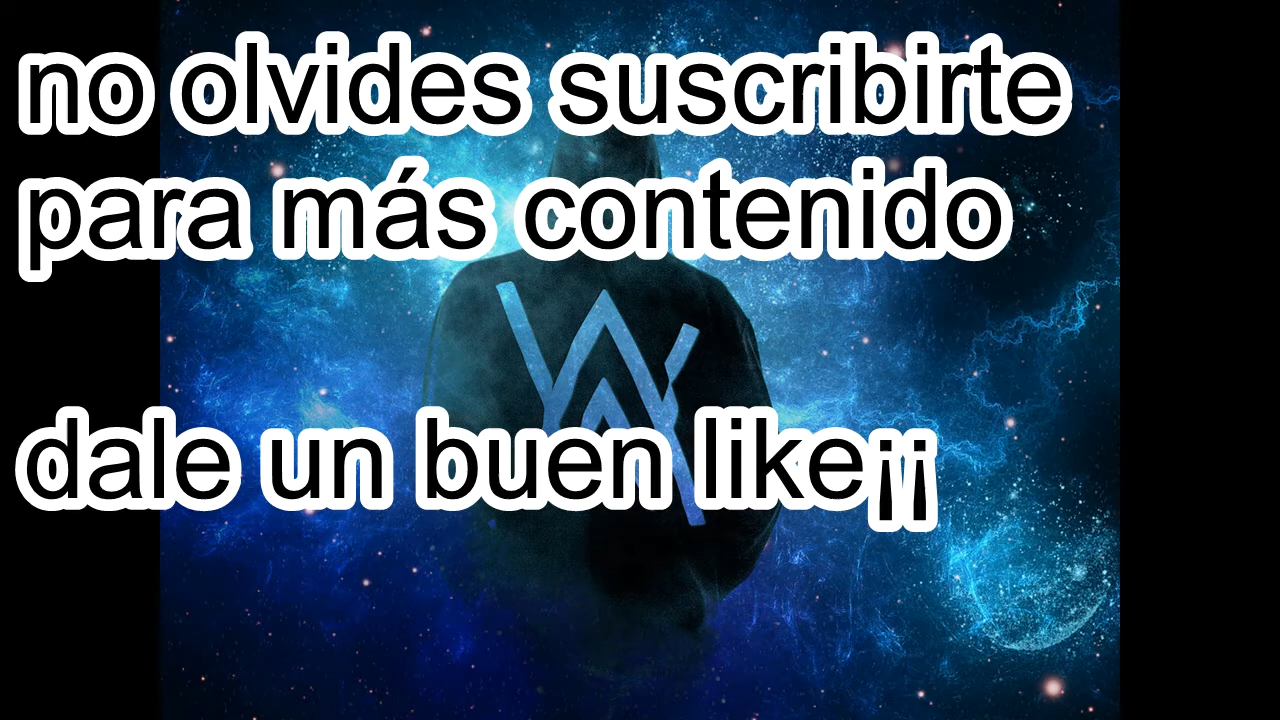 no olvides suscribirte
para más contenido
dale un buen like¡¡